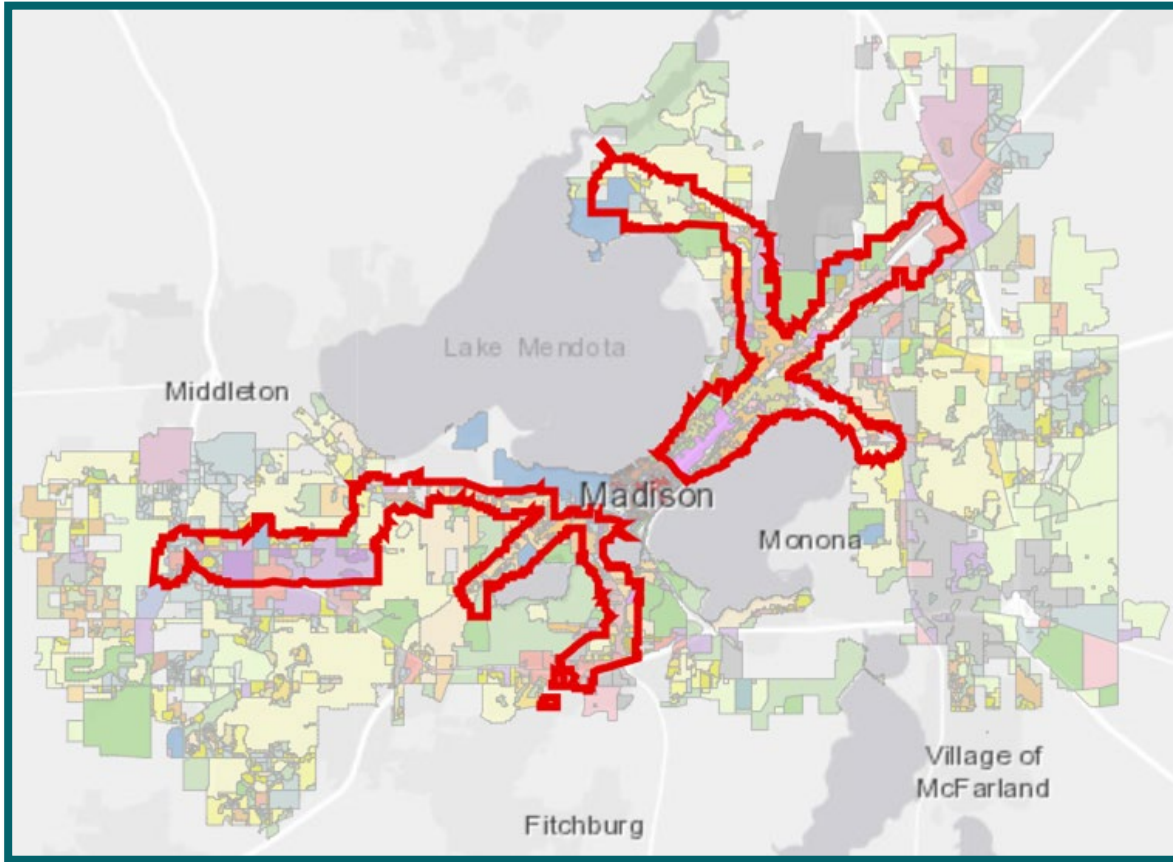 Lake Mendota
Middleton
Madison
Monona
Village of
McFarland
Fitchburg